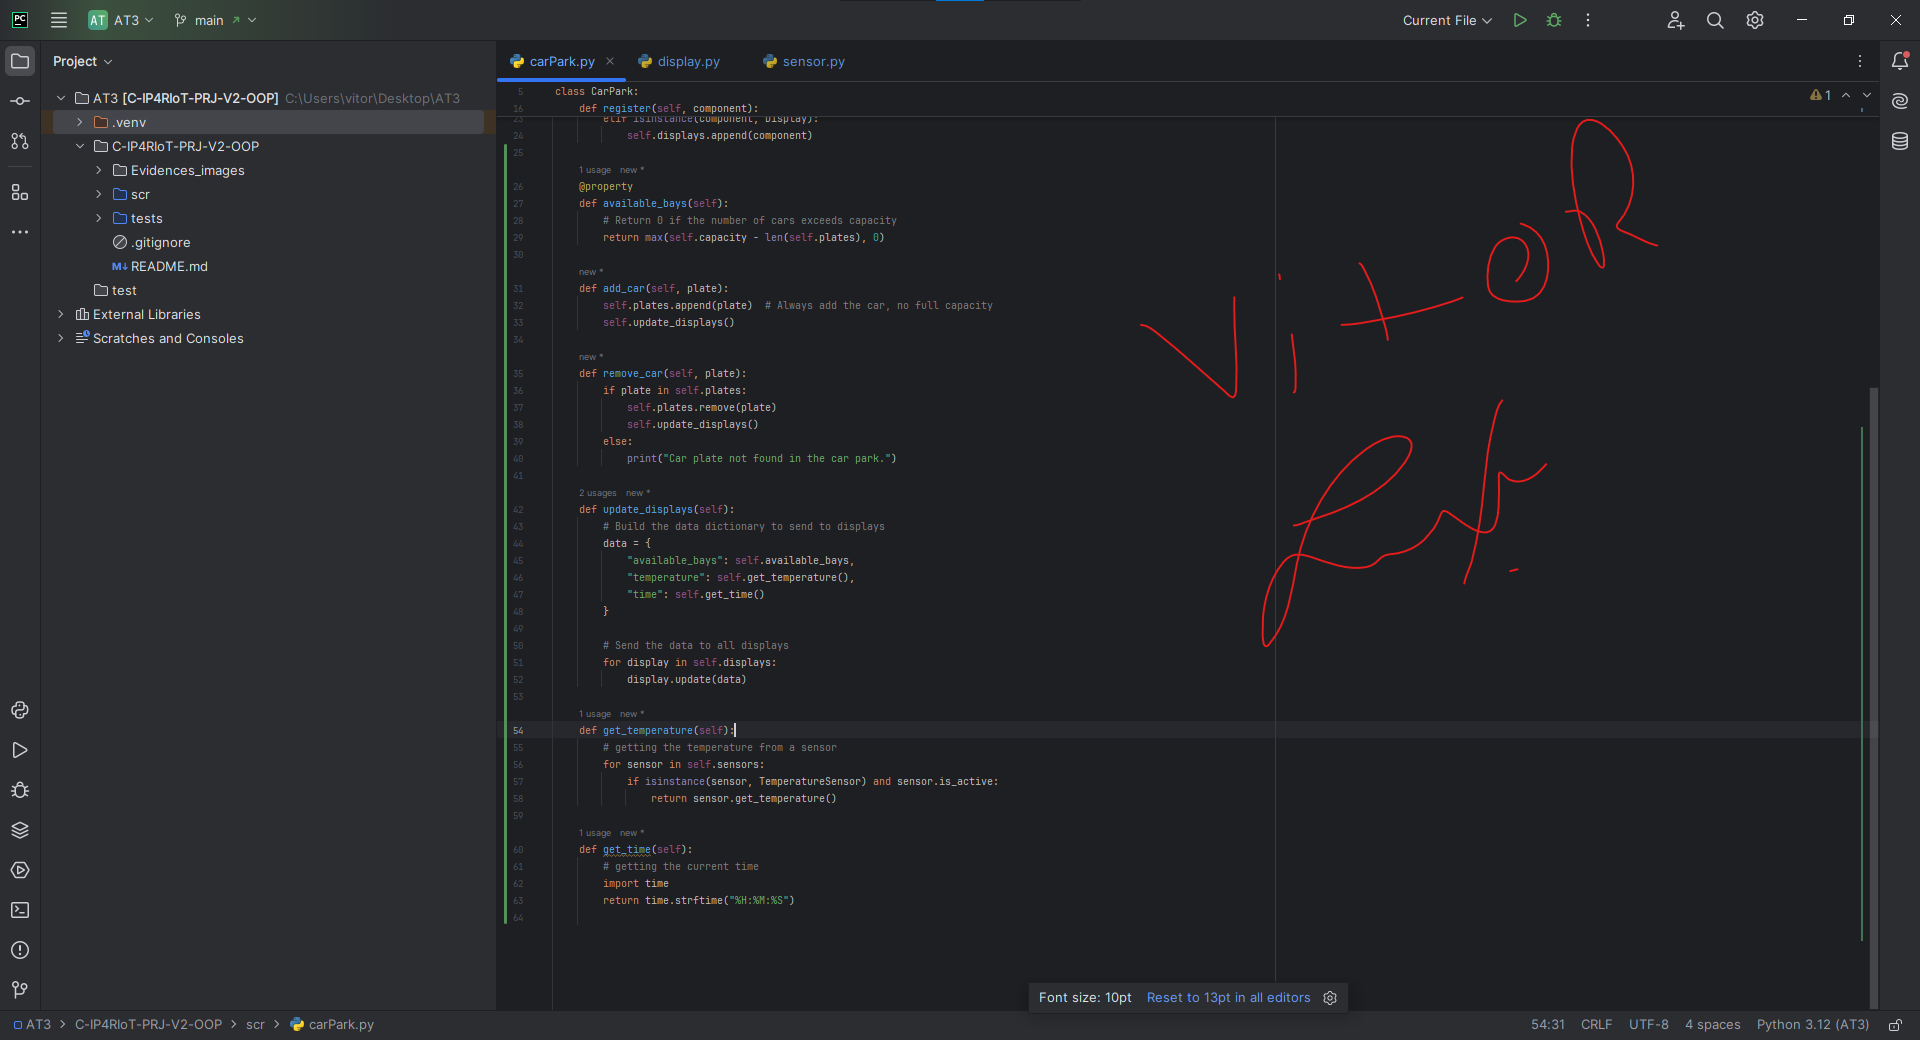 AT AT3 main
Current File
Project
AT3 [C-IP4RIoT-PRJ-V2-OOP] C:\Users\vitor\Desktop\AT3
.venv
C-IP4RIoT-PRJ-V2-OOP
Evidences_images
scr
tests
.gitignore
README.md
test
External Libraries
Scratches and Consoles
carPark.py display.py sensor.py
1
5 class CarPark:
16 def register(self, component):
23 elif isinstance(component, Display):
24 self.displays.append(component)
25
1 usage new *
26 @property
27 def available_bays(self):
28 # Return 0 if the number of cars exceeds capacity
29 return max(self.capacity - len(self.plates), 0)
30
new *
31 def add_car(self, plate):
32 self.plates.append(plate) # Always add the car, no full capacity
33 self.update_displays()
34
new *
35 def remove_car(self, plate):
36 if plate in self.plates:
37 self.plates.remove(plate)
38 self.update_displays()
39 else:
40 print("Car plate not found in the car park.")
41
2 usages new *
42 def update_displays(self):
43 # Build the data dictionary to send to displays
44 data = {
45 "available_bays": self.available_bays,
46 "temperature": self.get_temperature(),
47 "time": self.get_time()
48 }
49
50 # Send the data to all displays
51 for display in self.displays:
52 display.update(data)
53
1 usage new *
54 def get_temperature(self):
55 # getting the temperature from a sensor
56 for sensor in self.sensors:
57 if isinstance(sensor, TemperatureSensor) and sensor.is_active:
58 return sensor.get_temperature()
59
1 usage new *
60 def get_time(self):
61 # getting the current time
62 import time
63 return time.strftime("%H:%M:%S")
64
VitoR
Font size: 10pt Reset to 13pt in all editors
AT3 > C-IP4RIoT-PRJ-V2-OOP > scr > carPark.py
54:31 CRLF UTF-8 4 spaces Python 3.12 (AT3)